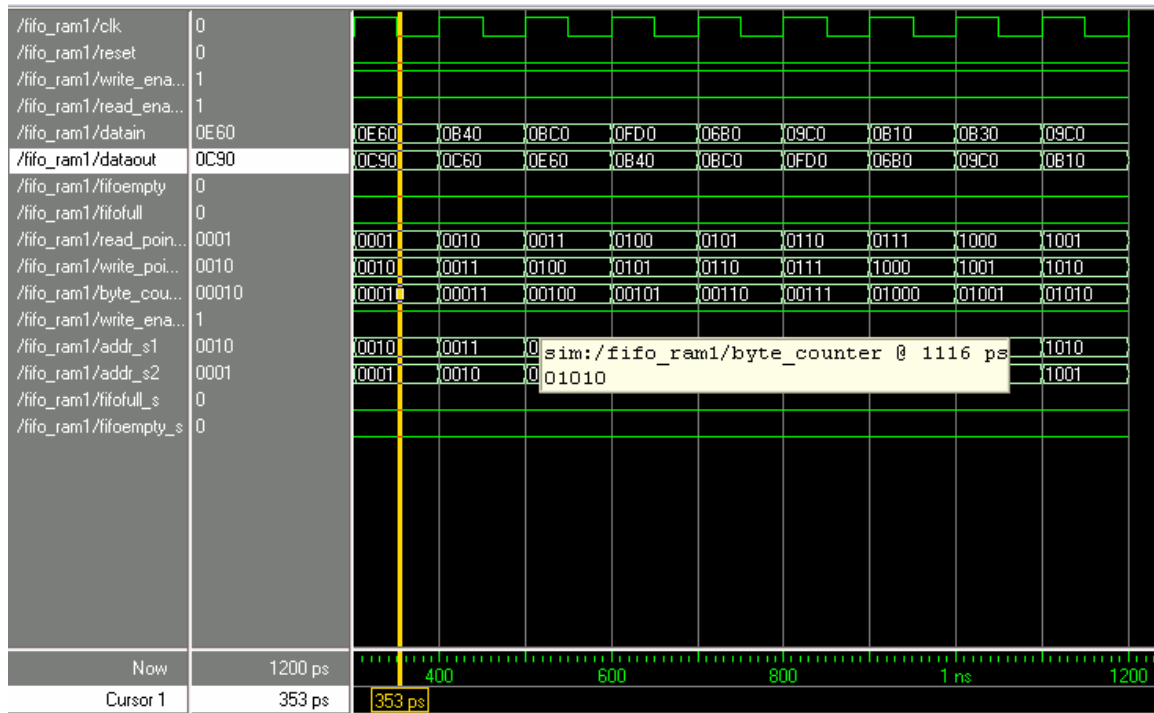 /fifo_ram1/clk 0
/fifo_ram1/reset 0
/fifo_ram1/write_ena... 1
/fifo_ram1/read_ena... 1
/fifo_ram1/datain 0E60 0E60 0B40 0BC0 0FD0 06B0 09C0 0B10 0B30 09C0
/fifo_ram1/dataout 0C90 0C90 0C60 0E60 0B40 0BC0 0FD0 06B0 09C0 0B10
/fifo_ram1/fifoempty 0
/fifo_ram1/fifofull 0
/fifo_ram1/read_poin... 0001 0001 0010 0011 0100 0101 0110 0111 1000 1001
/fifo_ram1/write_poi... 0010 0010 0011 0100 0101 0110 0111 1000 1001 1010
/fifo_ram1/byte_cou... 00010 0001 00011 00100 00101 00110 00111 01000 01001 01010
/fifo_ram1/write_ena... 1
/fifo_ram1/addr_s1 0010 0010 0011 0 1010
sim:/fifo_ram1/byte_counter @ 1116 ps
/fifo_ram1/addr_s2 0001 0001 0010 0 1001
01010
/fifo_ram1/fifofull_s 0
/fifo_ram1/fifoempty_s 0
Now 1200 ps 400 600 800 1 ns 1200
Cursor 1 353 ps 353 ps